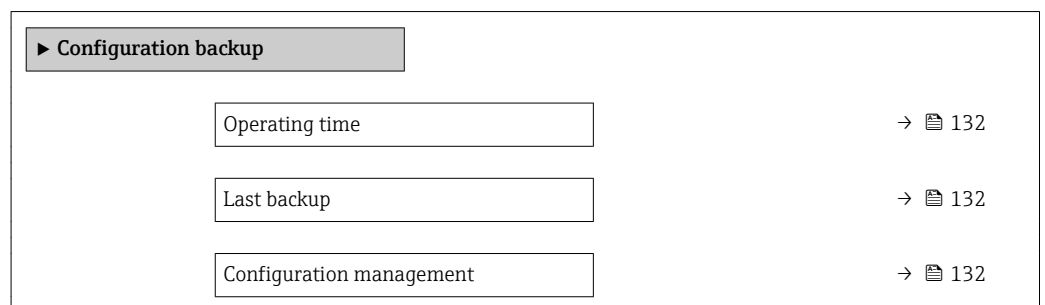 ► Configuration backup
Operating time → 132
Last backup → 132
Configuration management → 132